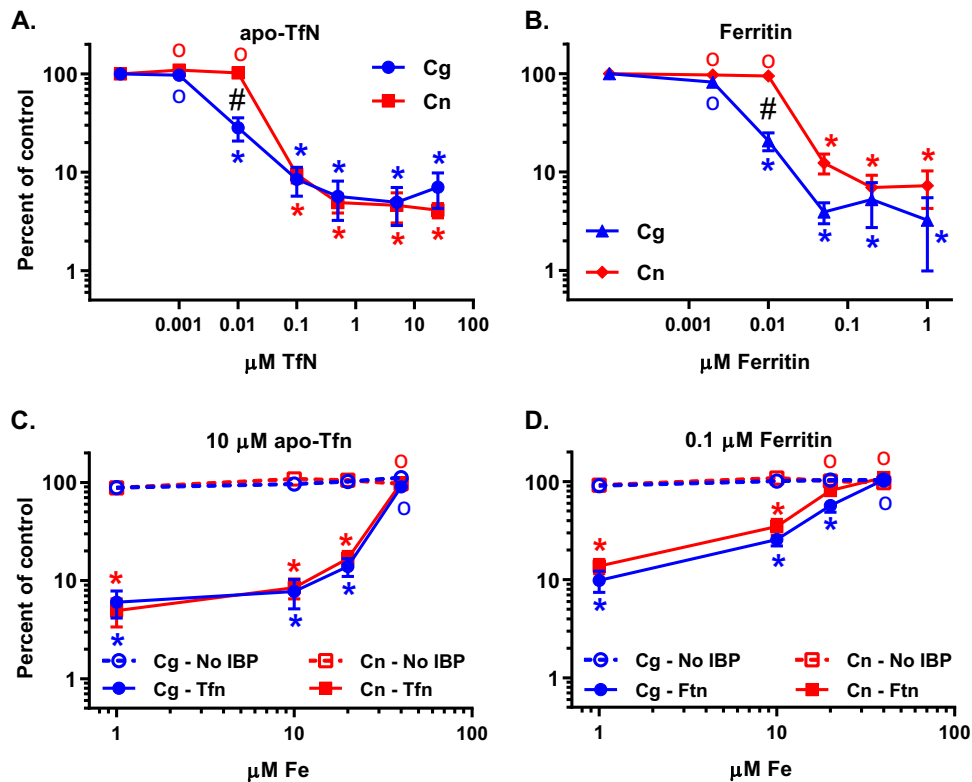 A.
apo-TfN
Percent of control
100
10
1
O
O
O
#
*
*
*
*
*
*
*
*
*
Cg
Cn
0.001
0.01
0.1
1
10
100
μM TfN
B.
Ferritin
100
10
1
O
O
O
#
*
*
*
*
*
*
*
Cg
Cn
0.001
0.01
0.1
1
μM Ferritin
C.
10 μM apo-Tfn
Percent of control
100
10
1
O
O
*
*
*
*
*
*
Cg - No IBP
Cn - No IBP
Cg - Tfn
Cn - Tfn
1
10
100
μM Fe
D.
0.1 μM Ferritin
100
10
1
O
O
O
*
*
*
*
*
Cg - No IBP
Cn - No IBP
Cg - Ftn
Cn - Ftn
1
10
100
μM Fe